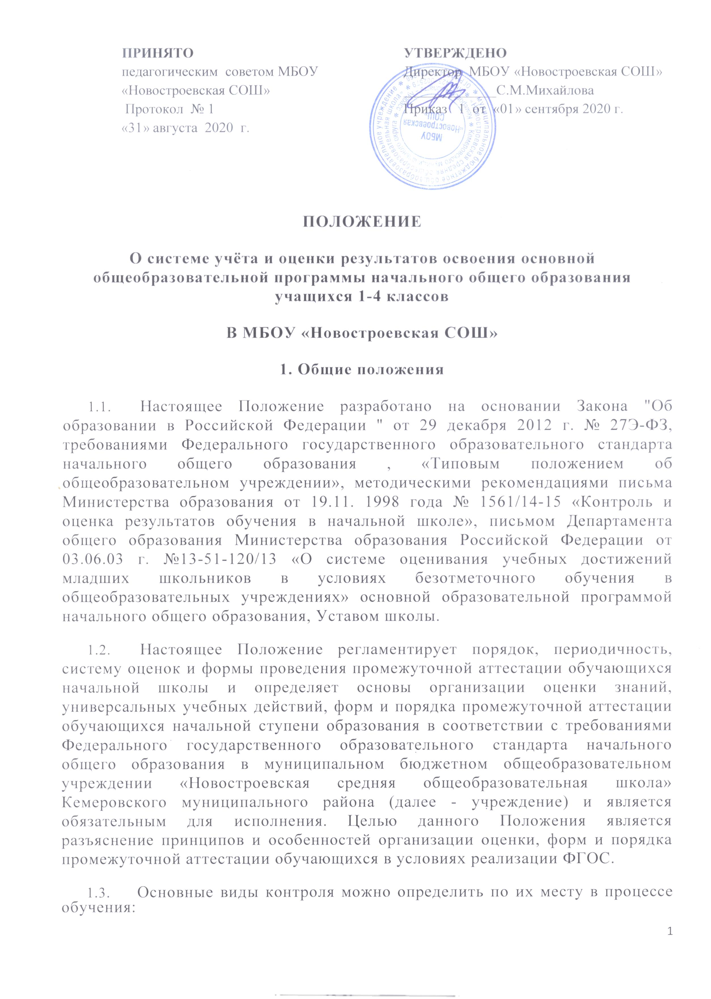 ПРИНЯТО
педагогическим советом МБОУ
«Новостроевская СОШ»
Протокол № 1
«31» августа 2020 г.
УТВЕРЖДЕНО
Директор МБОУ «Новостроевская СОШ»
С.М.Михайлова
Приказ 1 от «01» сентября 2020 г.
МБОУ
«Новостроевская
СОШ»
ПОЛОЖЕНИЕ
О системе учёта и оценки результатов освоения основной
общеобразовательной программы начального общего образования
учащихся 1-4 классов
В МБОУ «Новостроевская СОШ»
1. Общие положения
1.1. Настоящее Положение разработано на основании Закона "Об
образовании в Российской Федерации " от 29 декабря 2012 г. № 27Э-ФЗ,
требованиями Федерального государственного образовательного стандарта
начального общего образования , «Типовым положением об
общеобразовательном учреждении», методическими рекомендациями письма
Министерства образования от 19.11. 1998 года № 1561/14-15 «Контроль и
оценка результатов обучения в начальной школе», письмом Департамента
общего образования Министерства образования Российской Федерации от
03.06.03 г. №13-51-120/13 «О системе оценивания учебных достижений
младших школьников в условиях безотметочного обучения в
общеобразовательных учреждениях» основной образовательной программой
начального общего образования, Уставом школы.
1.2. Настоящее Положение регламентирует порядок, периодичность,
систему оценок и формы проведения промежуточной аттестации обучающихся
начальной школы и определяет основы организации оценки знаний,
универсальных учебных действий, форм и порядка промежуточной аттестации
обучающихся начальной ступени образования в соответствии с требованиями
Федерального государственного образовательного стандарта начального
общего образования в муниципальном бюджетном общеобразовательном
учреждении «Новостроевская средняя общеобразовательная школа»
Кемеровского муниципального района (далее - учреждение) и является
обязательным для исполнения. Целью данного Положения является
разъяснение принципов и особенностей организации оценки, форм и порядка
промежуточной аттестации обучающихся в условиях реализации ФГОС.
1.3. Основные виды контроля можно определить по их месту в процессе
обучения:
1